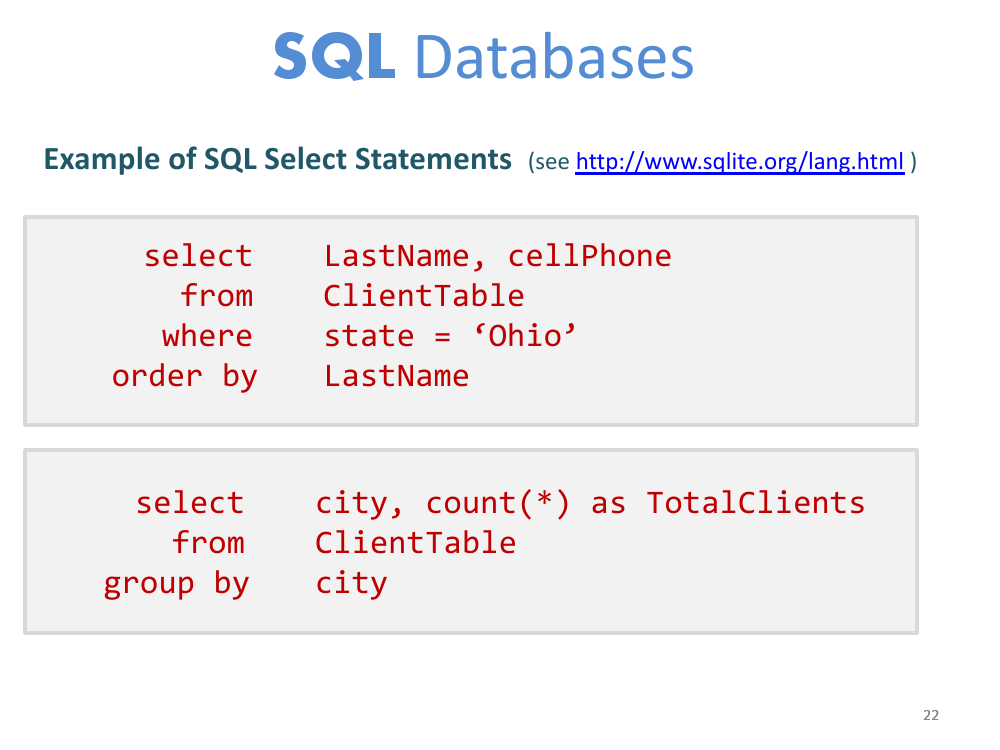 SQL Databases
Example of SQL Select Statements (see http://www.sqlite.org/lang.html )
select LastName, cellPhone
from ClientTable
where state = ‘Ohio’
order by LastName
select city, count(*) as TotalClients
from ClientTable
group by city
22